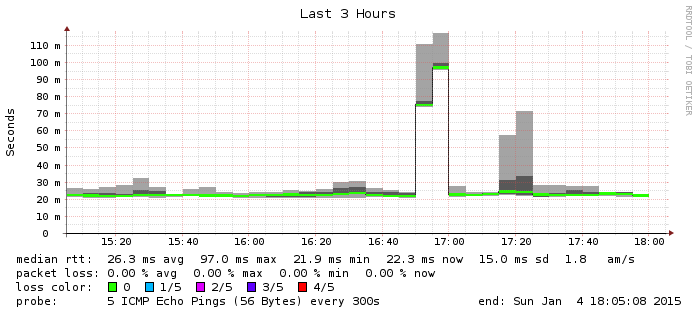 Last 3 Hours
RRDTOOL / TOBI OETIKER
Seconds
110 m
100 m
90 m
80 m
70 m
60 m
50 m
40 m
30 m
20 m
10 m
0
15:20 15:40 16:00 16:20 16:40 17:00 17:20 17:40 18:00
median rtt: 26.3 ms avg 97.0 ms max 21.9 ms min 22.3 ms now 15.0 ms sd 1.8 am/s
packet loss: 0.00 % avg 0.00 % max 0.00 % min 0.00 % now
loss color: 0 1/5 2/5 3/5 4/5
probe: 5 ICMP Echo Pings (56 Bytes) every 300s end: Sun Jan 4 18:05:08 2015